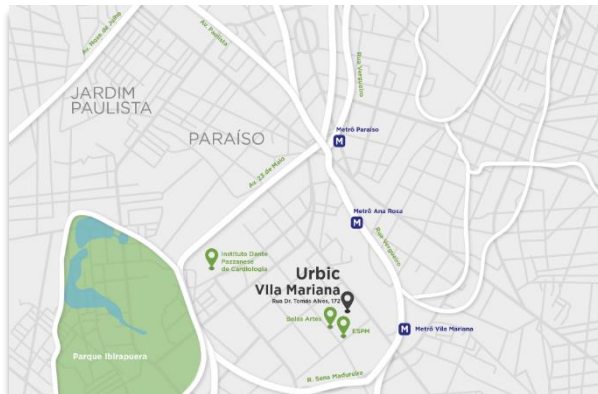 Av. Nove de Julho
Av. Paulista
Rua Vergueiro
JARDIM
PAULISTA
PARAÍSO
M
Metrô Paraíso
Av. 23 de Maio
M
Metrô Ana Rosa
Rua Vergueiro
Instituto Dante
Pazzanese
de Cardiologia
Urbic
VIla Mariana
Rua Dr. Tomás Alves, 172
Belas Artes
ESPM
M
Metrô Vila Mariana
Parque Ibirapuera
R. Sena Madureira